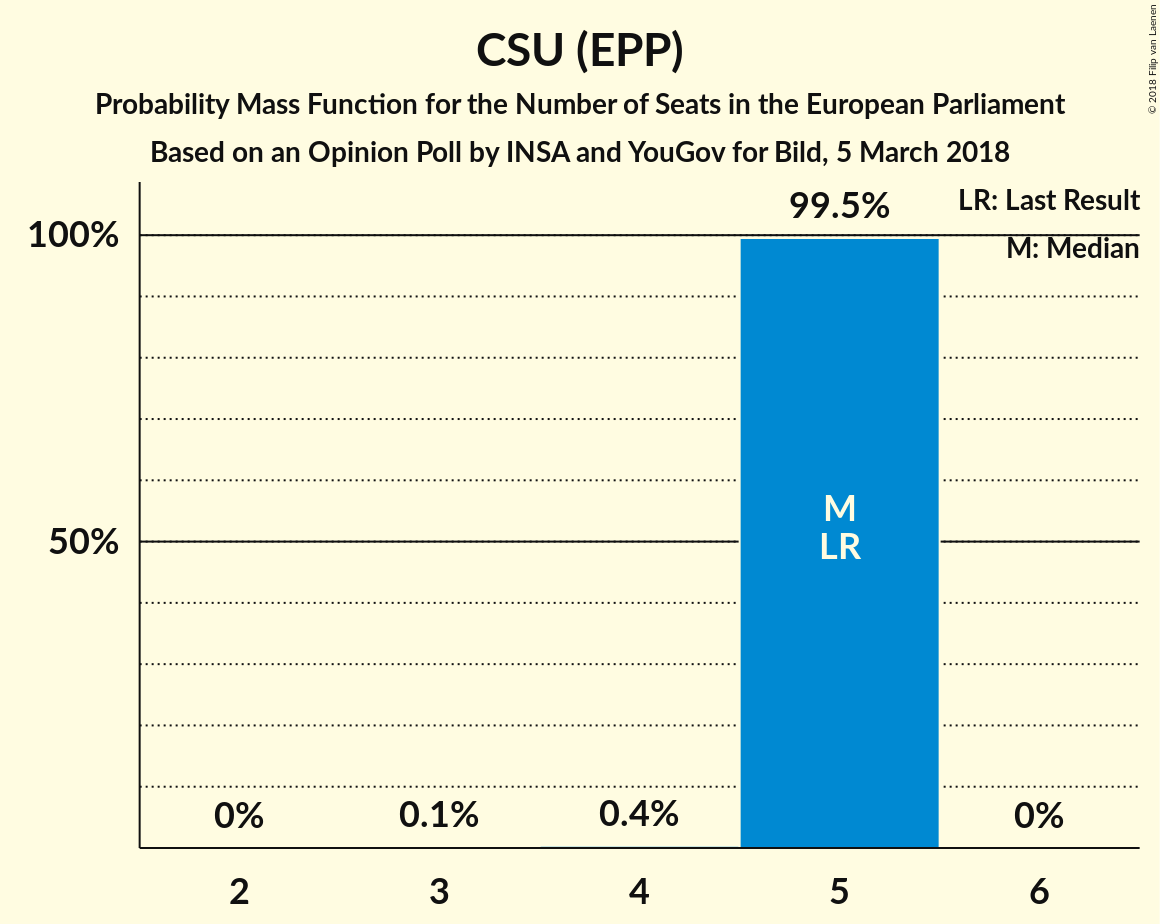 CSU (EPP)
Probability Mass Function for the Number of Seats in the European Parliament
Based on an Opinion Poll by INSA and YouGov for Bild, 5 March 2018
© 2018 Filip van Laenen
LR: Last Result
M: Median
100%
50%
0%
0.1%
0.4%
99.5%
0%
M
LR
2
3
4
5
6